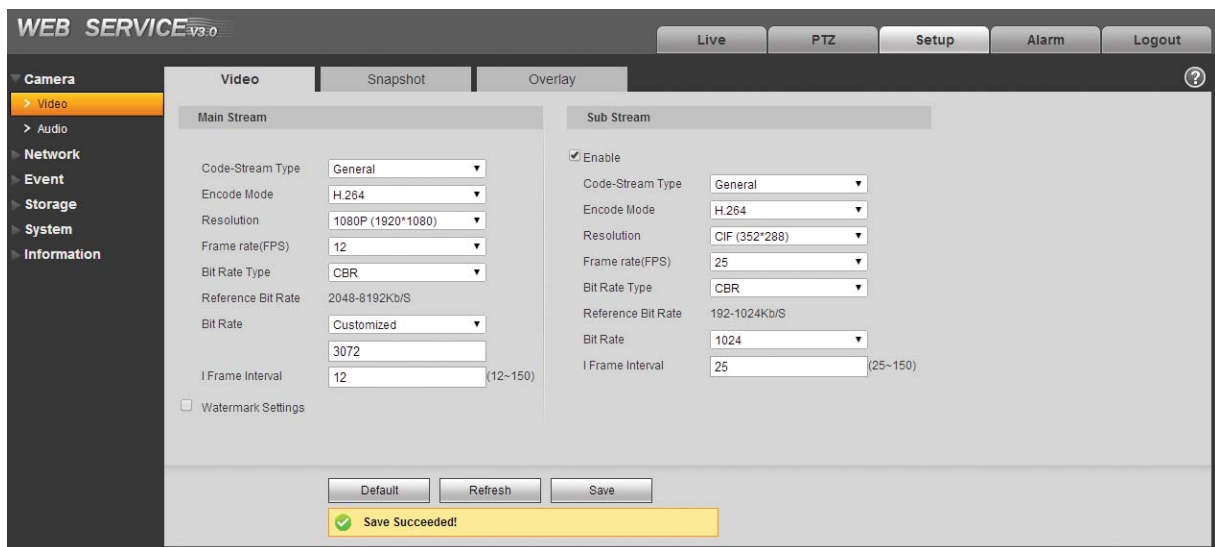 WEB SERVICE V3.0
Live PTZ Setup Alarm Logout
Camera
> Video
> Audio
Network
Event
Storage
System
Information
Video Snapshot Overlay
?
Main Stream
Code-Stream Type General
Encode Mode H.264
Resolution 1080P (1920*1080)
Frame rate(FPS) 12
Bit Rate Type CBR
Reference Bit Rate 2048-8192Kb/S
Bit Rate Customized
3072
I Frame Interval 12 (12~150)
Watermark Settings
Sub Stream
Enable
Code-Stream Type General
Encode Mode H.264
Resolution CIF (352*288)
Frame rate(FPS) 25
Bit Rate Type CBR
Reference Bit Rate 192-1024Kb/S
Bit Rate 1024
I Frame Interval 25 (25~150)
Default Refresh Save
Save Succeeded!